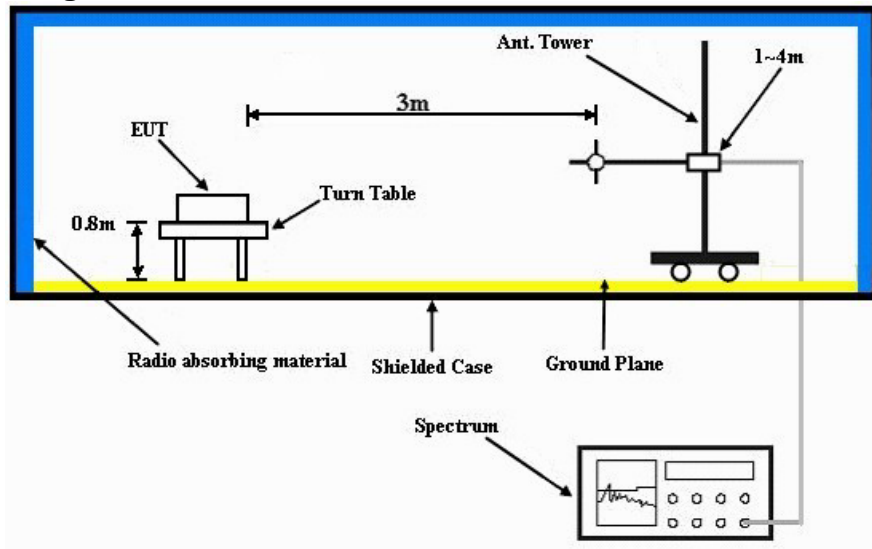 Ant. Tower
1~4m
3m
EUT
Turn Table
0.8m
Radio absorbing material
Shielded Case
Ground Plane
Spectrum